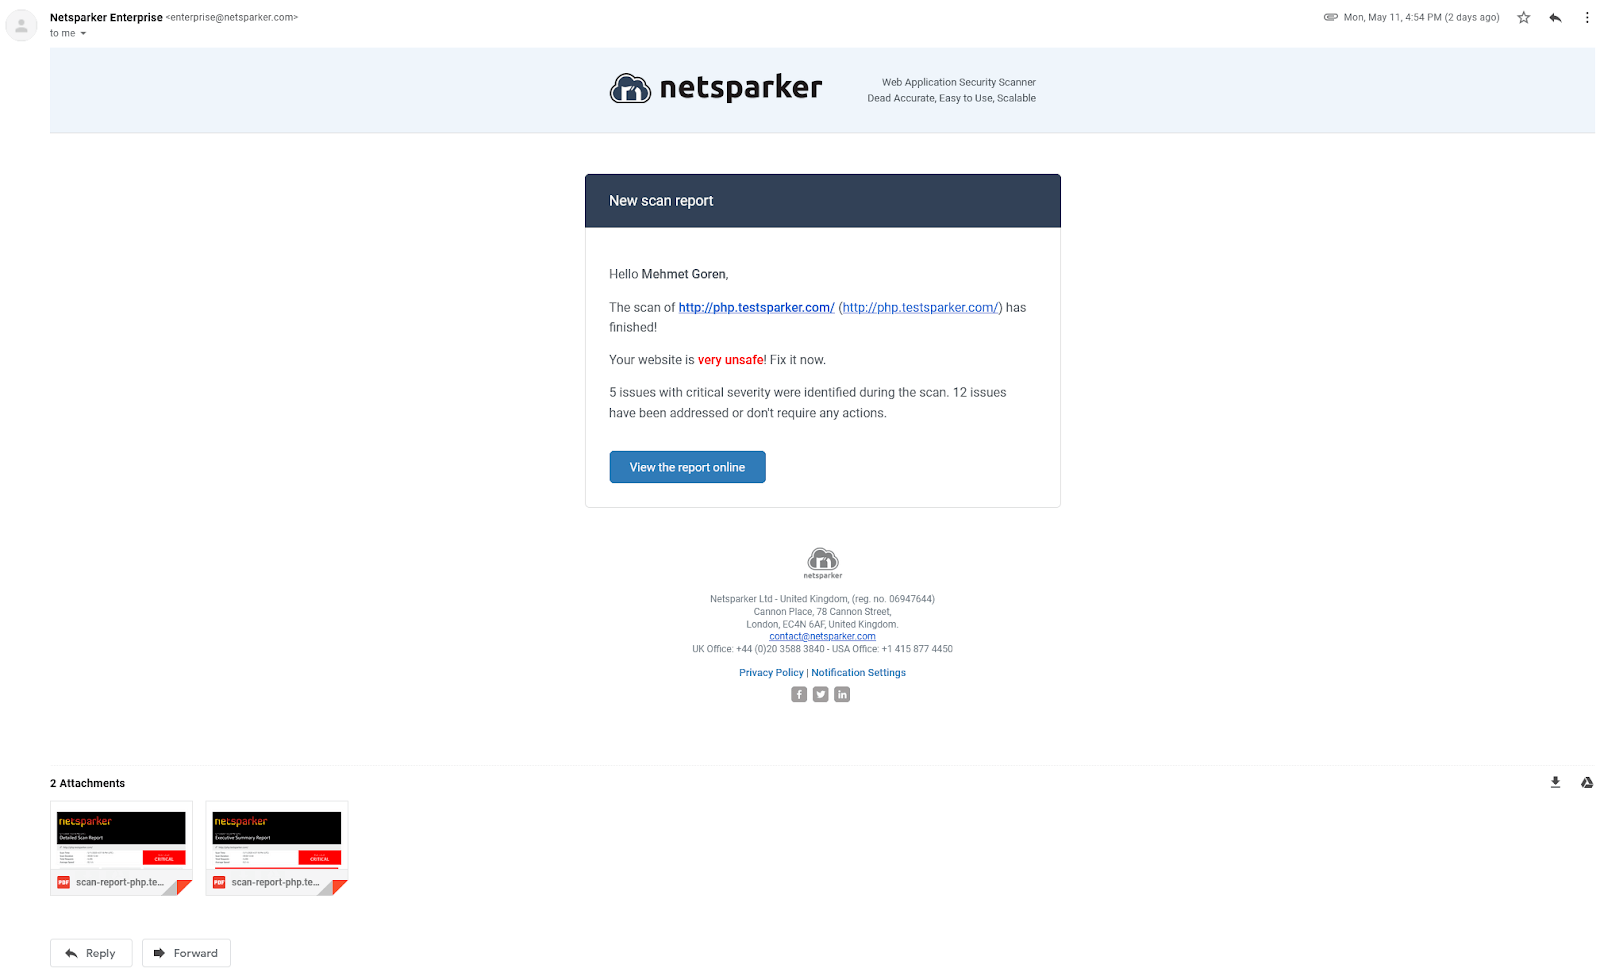 Netsparker Enterprise <enterprise@netsparker.com>
Mon, May 11, 4:54 PM (2 days ago)
to me
netsparker
Web Application Security Scanner
Dead Accurate, Easy to Use, Scalable
New scan report
Hello Mehmet Goren,
The scan of http://php.testsparker.com/ (http://php.testsparker.com/) has
finished!
Your website is very unsafe! Fix it now.
5 issues with critical severity were identified during the scan. 12 issues
have been addressed or don't require any actions.
View the report online
netsparker
Netsparker Ltd - United Kingdom, (reg. no. 06947644)
Cannon Place, 78 Cannon Street,
London, EC4N 6AF, United Kingdom.
contact@netsparker.com
UK Office: +44 (0)20 3588 3840 - USA Office: +1 415 877 4450
Privacy Policy | Notification Settings
2 Attachments
netsparker
Detailed Scan Report
CRITICAL
PDF scan-report-php.te...
netsparker
Executive Summary Report
CRITICAL
PDF scan-report-php.te...
Reply
Forward